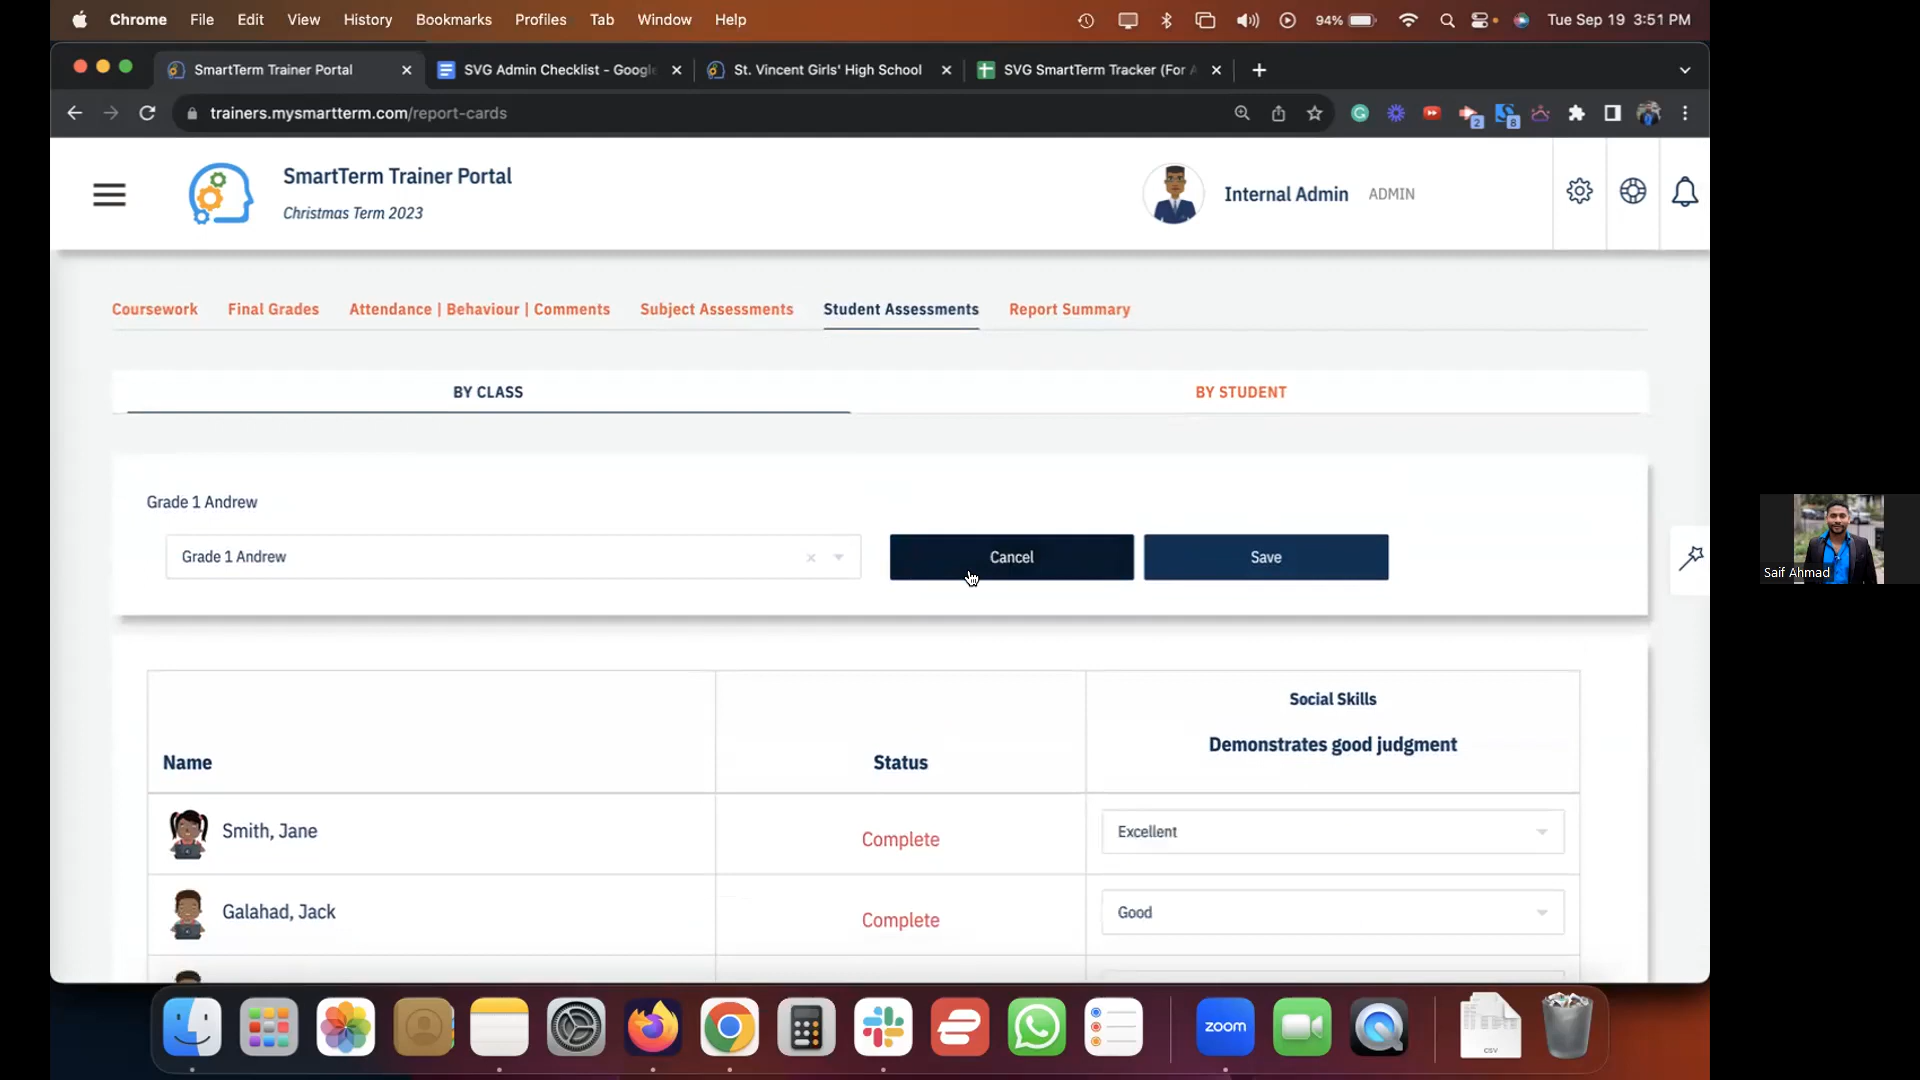 Chrome File Edit View History Bookmarks Profiles Tab Window Help 94% Tue Sep 19 3:51 PM
SmartTerm Trainer Portal SVG Admin Checklist - Google St. Vincent Girls' High School SVG SmartTerm Tracker (For A
trainers.mysmartterm.com/report-cards 2 8
SmartTerm Trainer Portal
Christmas Term 2023
Internal Admin ADMIN
Coursework Final Grades Attendance | Behaviour | Comments Subject Assessments Student Assessments Report Summary
BY CLASS BY STUDENT
Grade 1 Andrew
Grade 1 Andrew Cancel Save
Social Skills
Name Status Demonstrates good judgment
Smith, Jane Complete Excellent
Galahad, Jack Complete Good
Saif Ahmad
zoom CSV